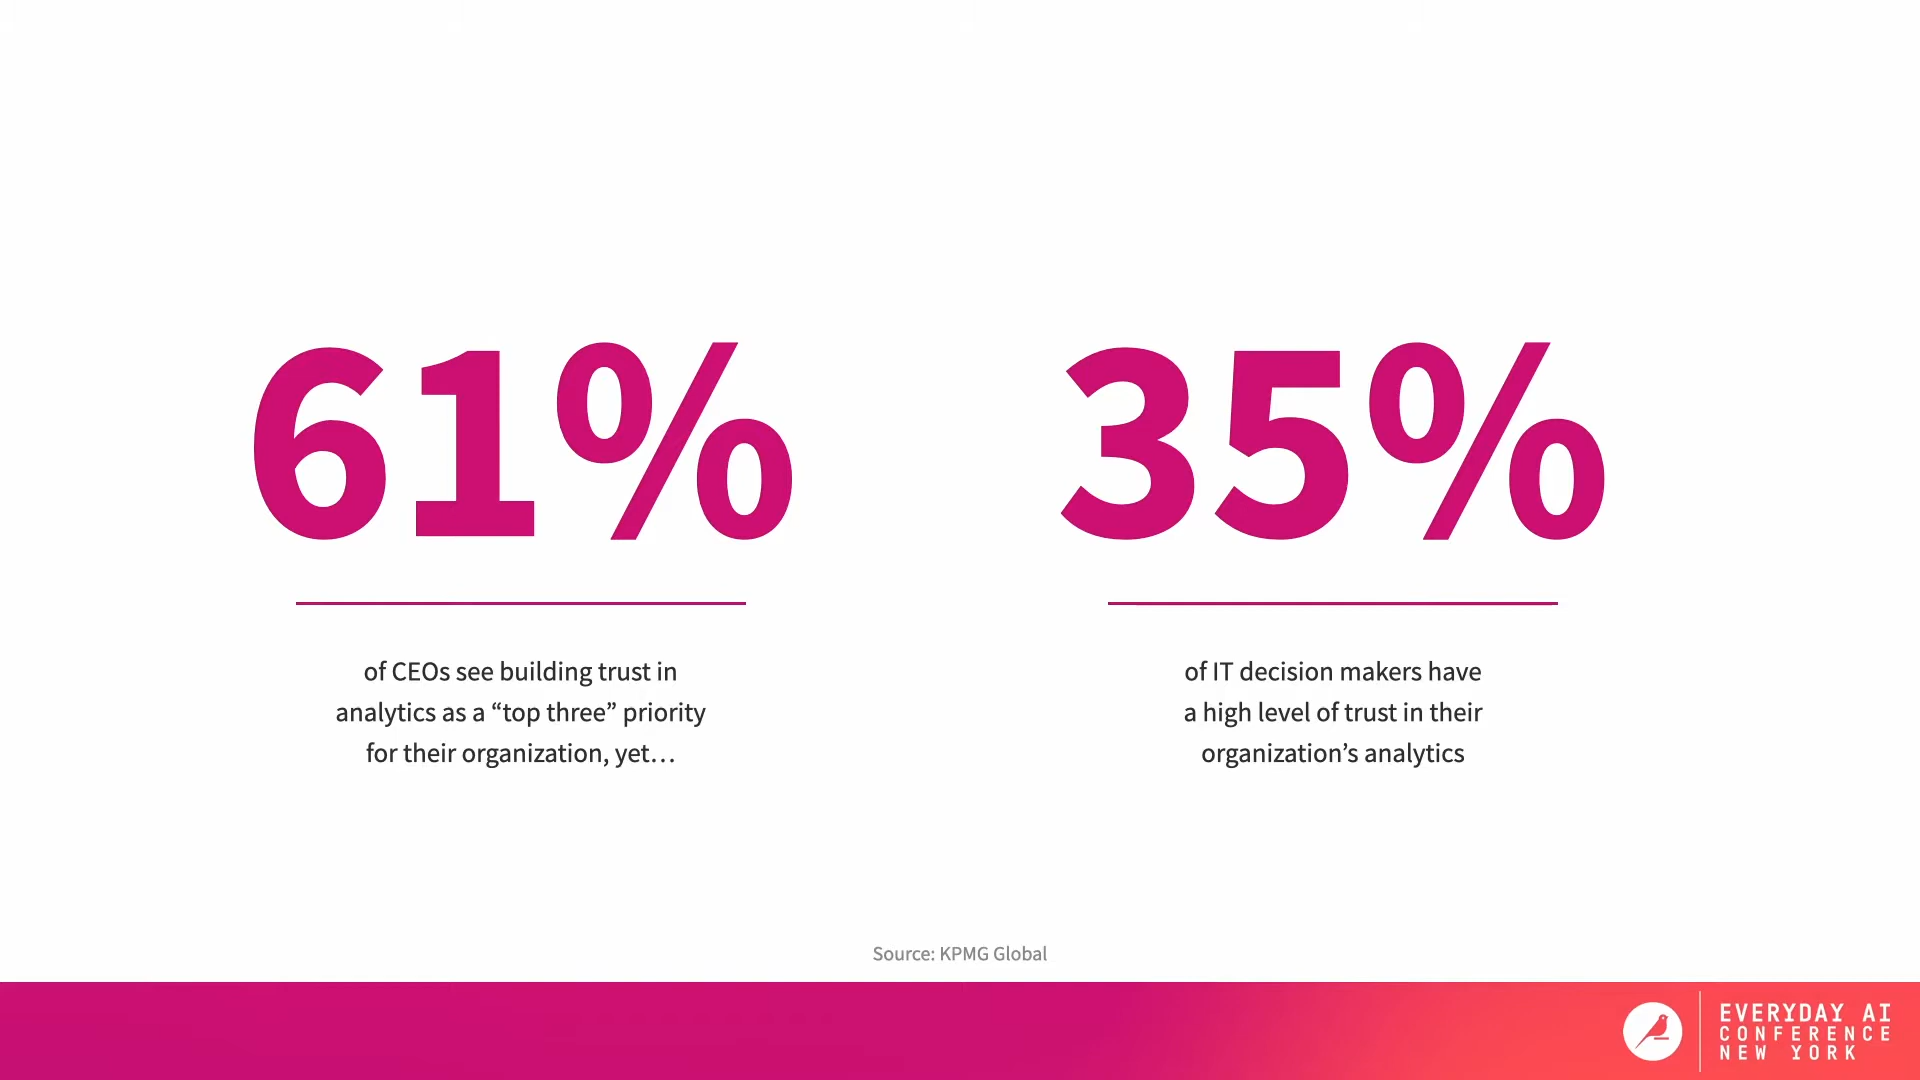 61%
of CEOs see building trust in
analytics as a “top three” priority
for their organization, yet…
35%
of IT decision makers have
a high level of trust in their
organization’s analytics
Source: KPMG Global
EVERYDAY AI
CONFERENCE
NEW YORK